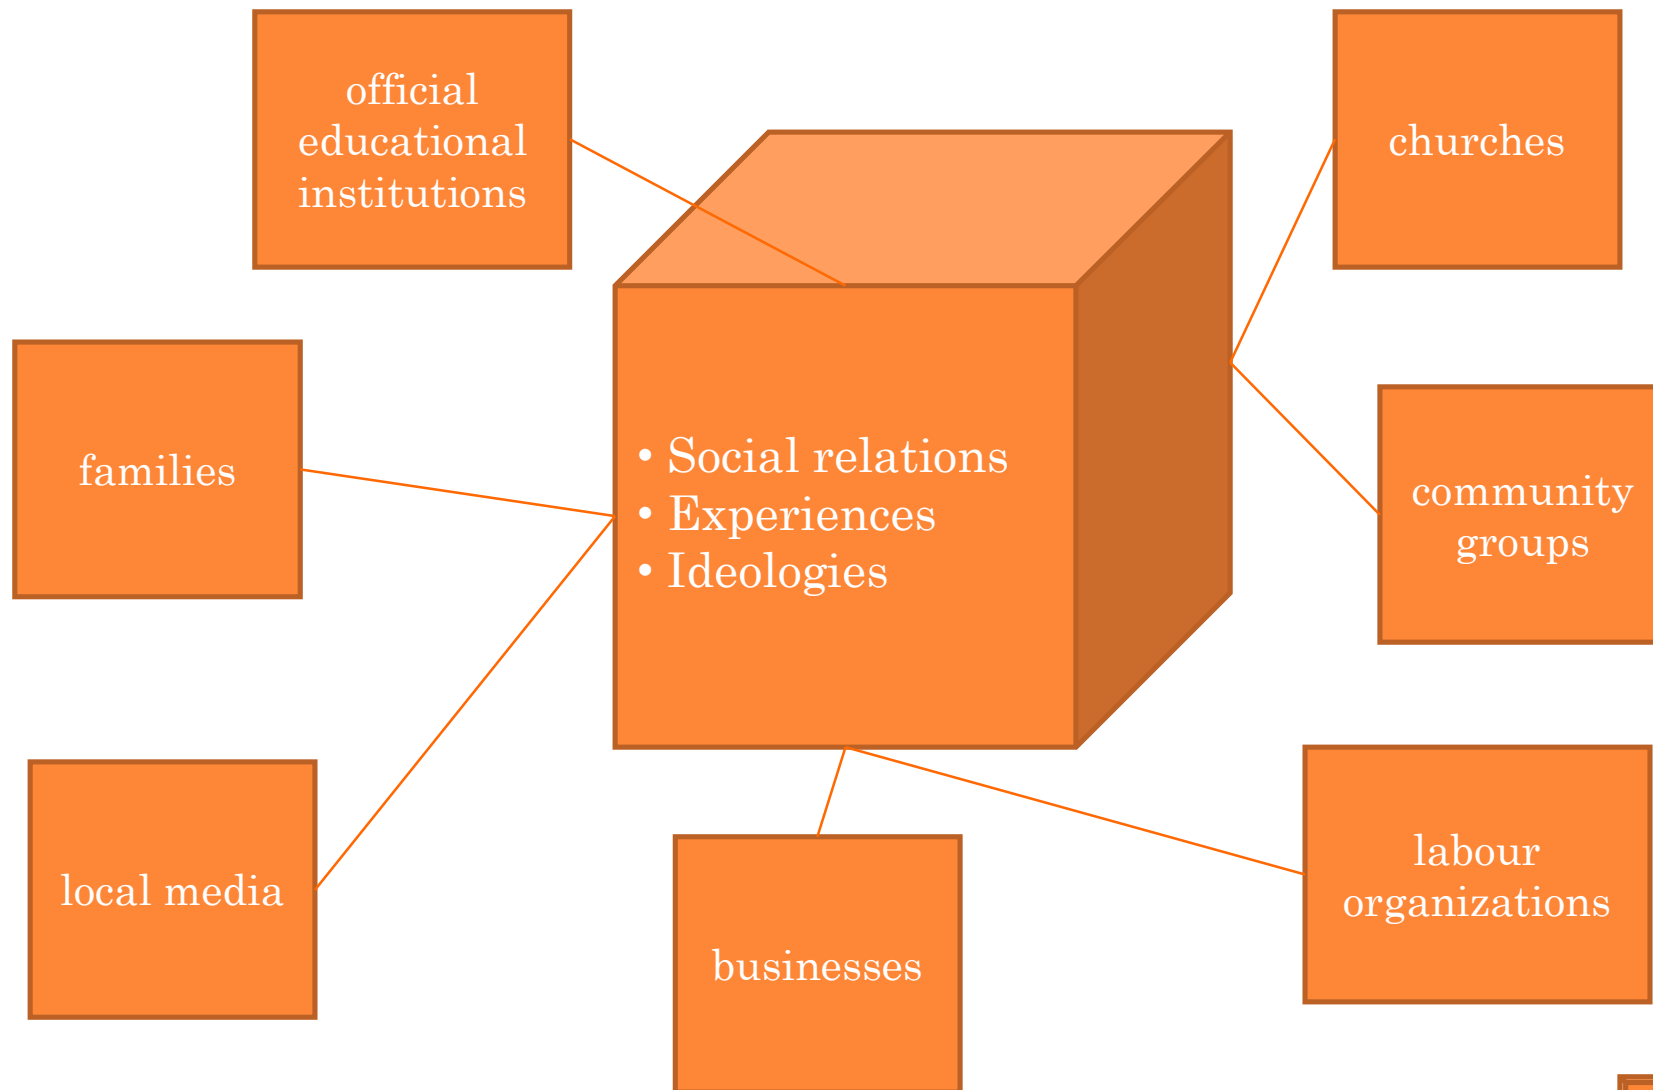 official
educational
institutions
churches
families
• Social relations
• Experiences
• Ideologies
community
groups
local media
businesses
labour
organizations